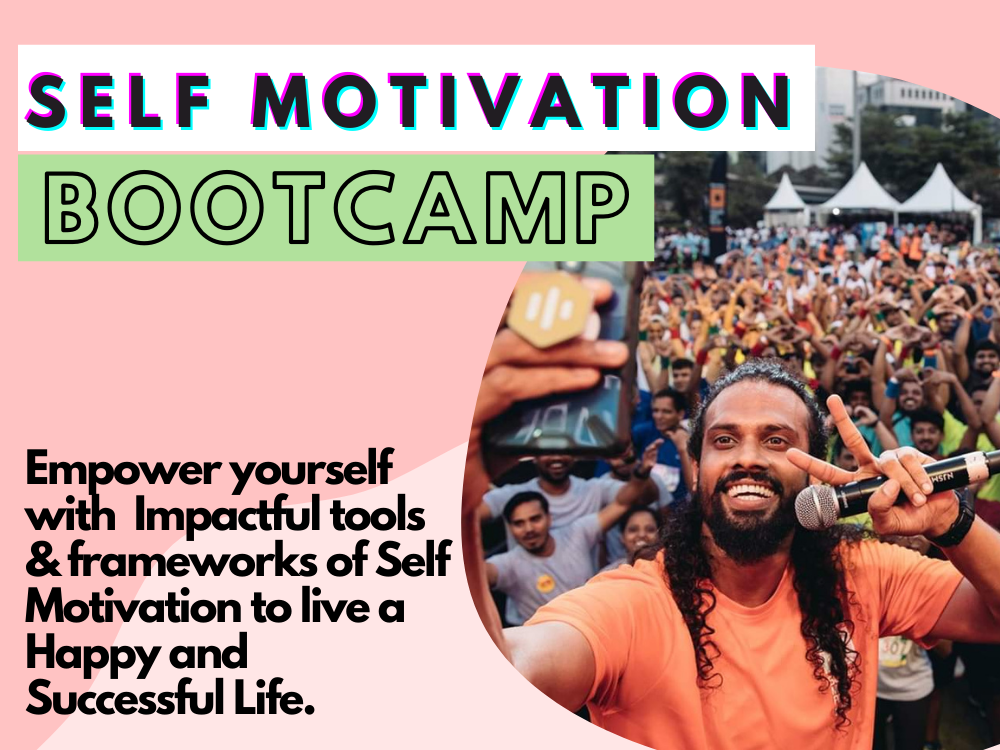 SELF MOTIVATION
BOOTCAMP
Empower yourself
with Impactful tools
& frameworks of Self
Motivation to live a
Happy and
Successful Life.